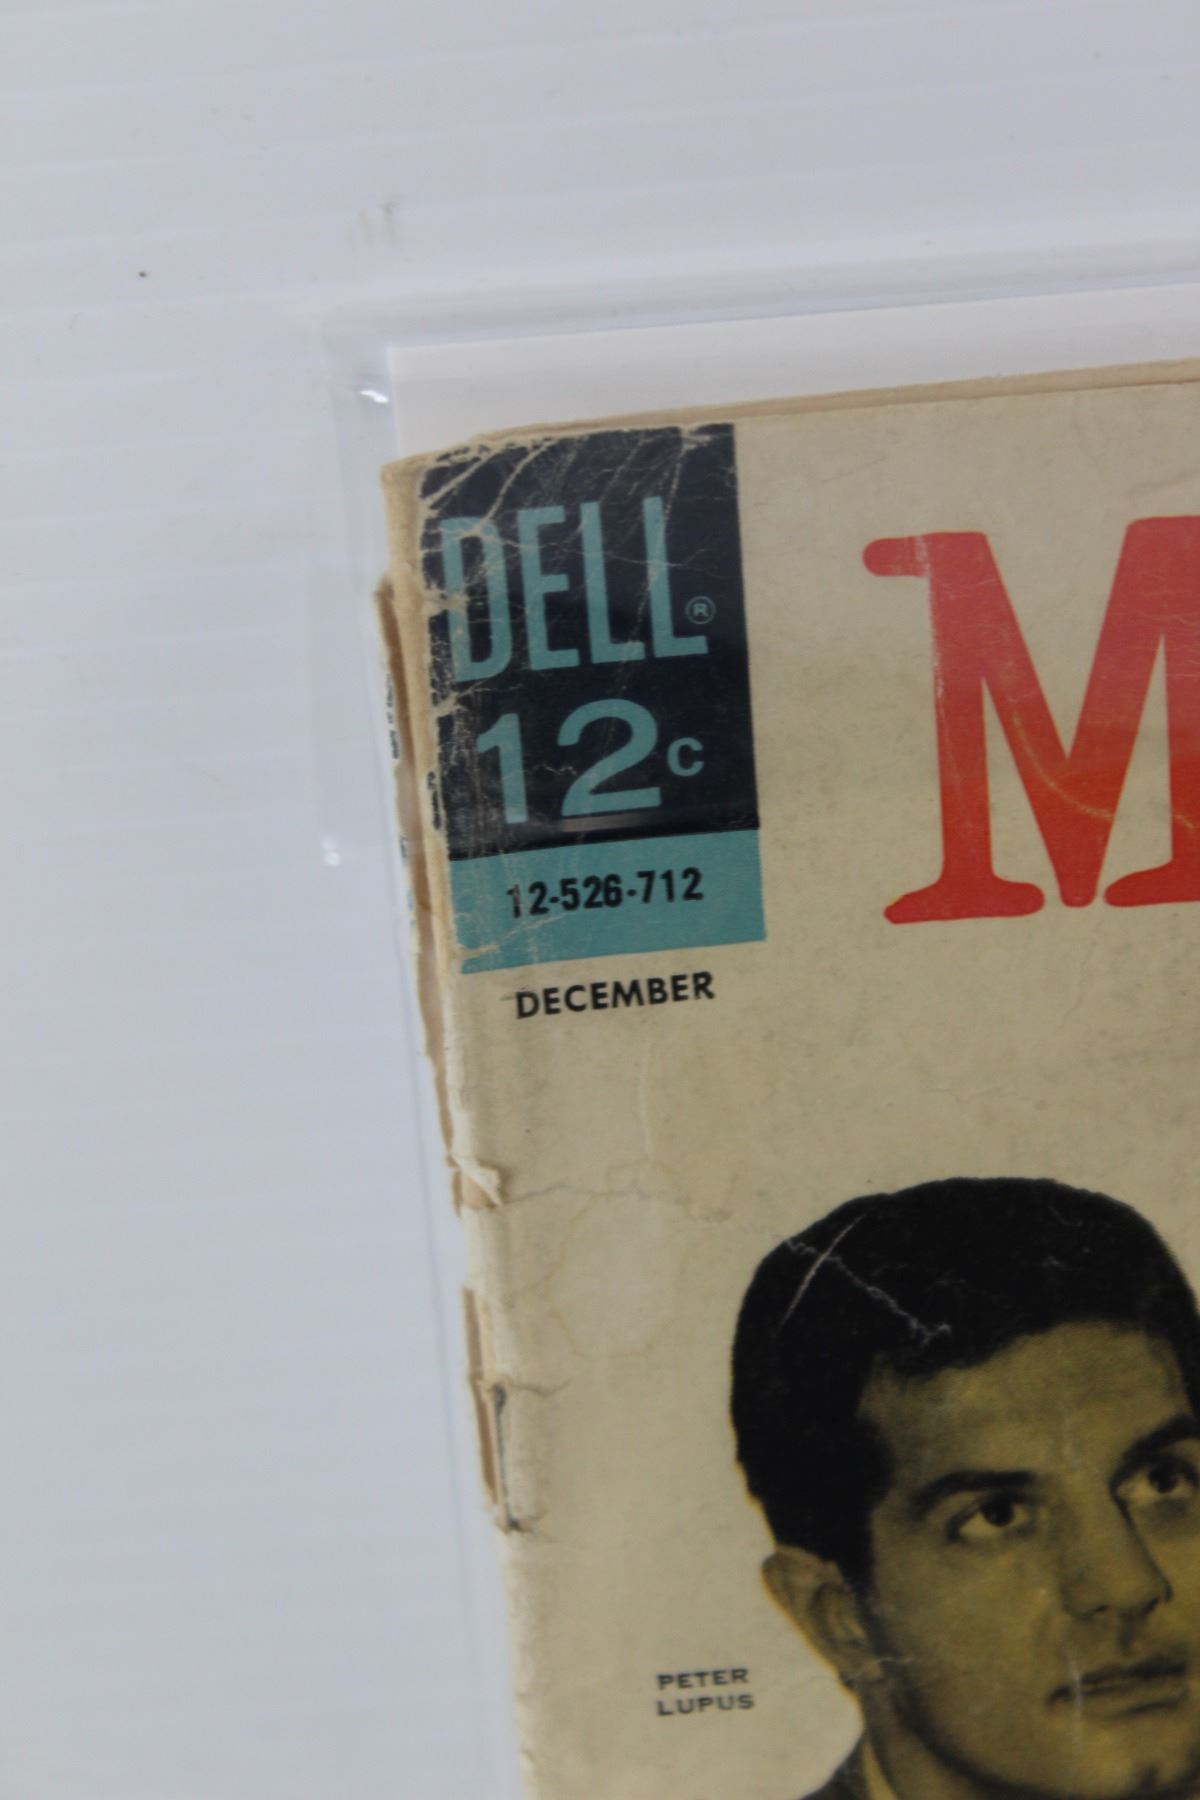 DELL®
12c
12-526-712
DECEMBER
M
PETER
LUPUS